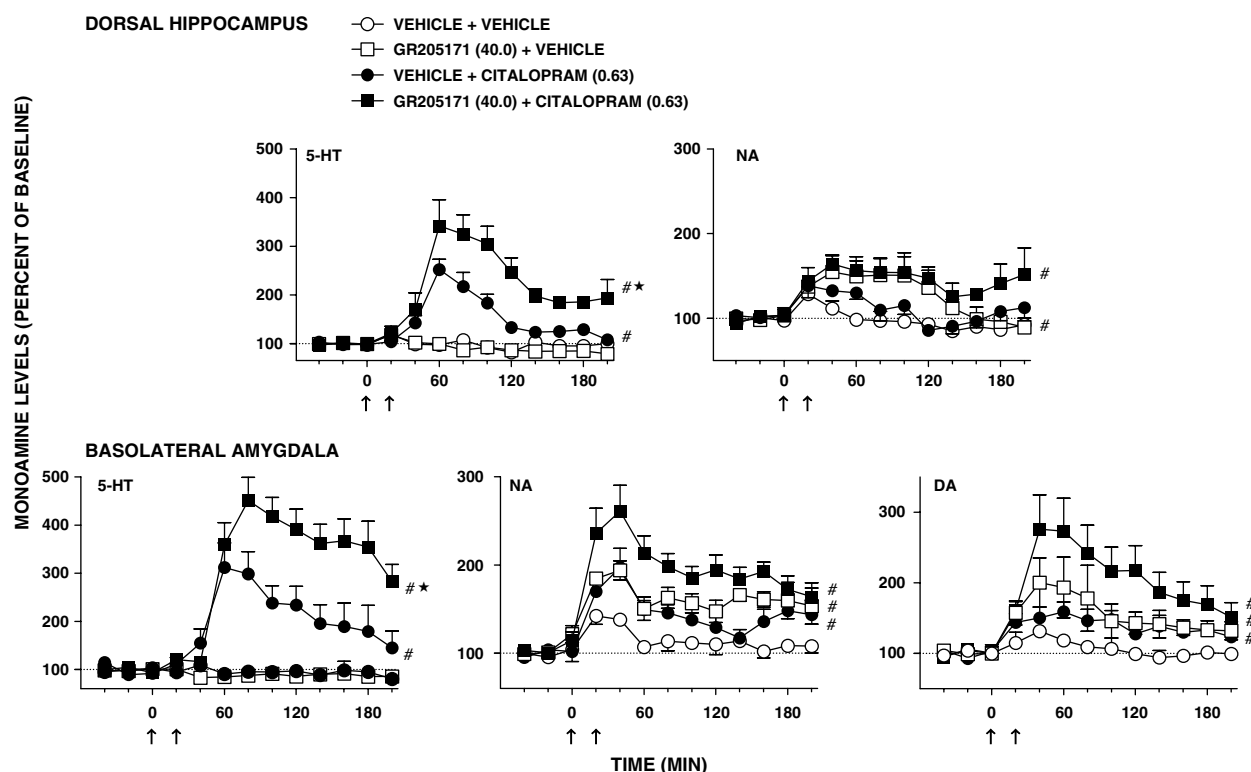 DORSAL HIPPOCAMPUS
VEHICLE + VEHICLE
GR205171 (40.0) + VEHICLE
VEHICLE + CITALOPRAM (0.63)
GR205171 (40.0) + CITALOPRAM (0.63)
MONOAMINE LEVELS (PERCENT OF BASELINE)
5-HT
500
400
300
200
100
# ★
#
0 60 120 180
↑ ↑
NA
300
200
100
#
#
0 60 120 180
↑ ↑
BASOLATERAL AMYGDALA
5-HT
500
400
300
200
100
# ★
#
0 60 120 180
↑ ↑
NA
300
200
100
#
#
#
0 60 120 180
↑ ↑
DA
300
200
100
#
#
#
0 60 120 180
↑ ↑
TIME (MIN)